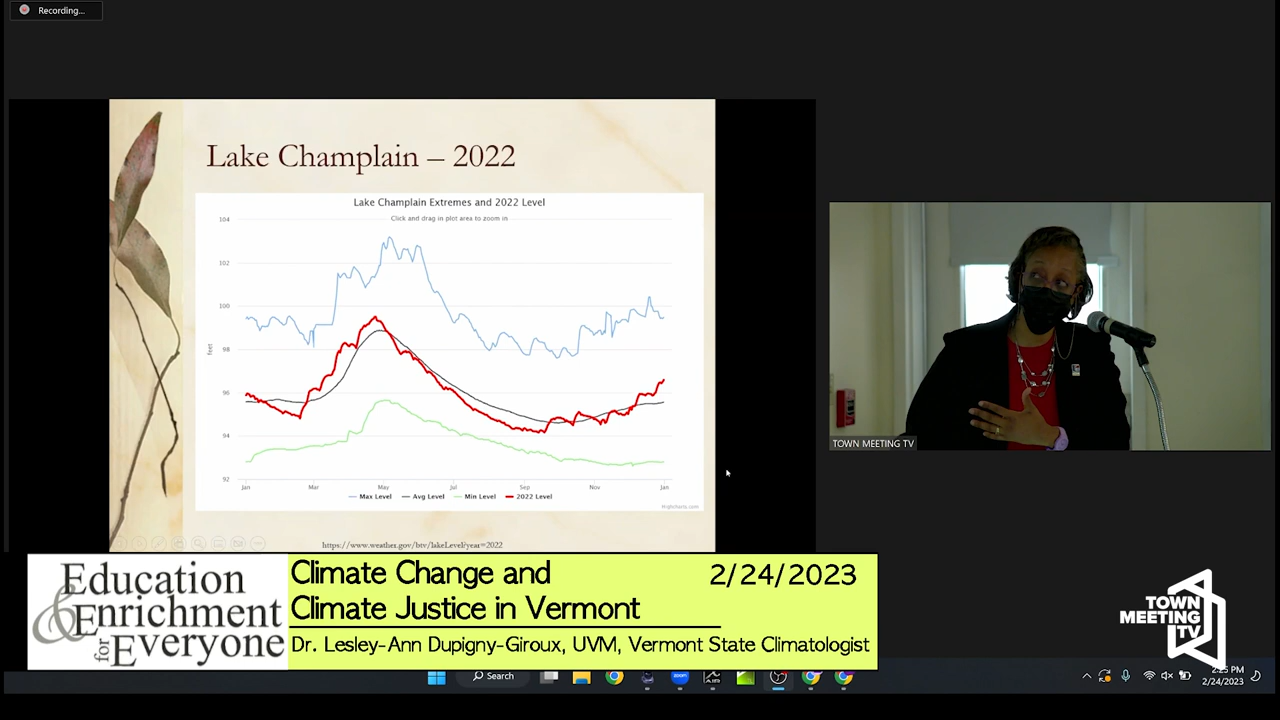 Recording...
Lake Champlain – 2022
Lake Champlain Extremes and 2022 Level
Click and drag in plot area to zoom in
104
102
100
98
96
94
92
feet
Jan
Mar
May
Jul
Sep
Nov
Jan
Max Level
Avg Level
Min Level
2022 Level
Highcharts.com
https://www.weather.gov/btv/lakeLevel?year=2022
TOWN MEETING TV
Education
& Enrichment
for Everyone
Climate Change and
Climate Justice in Vermont
2/24/2023
Dr. Lesley-Ann Dupigny-Giroux, UVM, Vermont State Climatologist
TOWN
MEETING
TV
Search
zoom
PM
2/24/2023